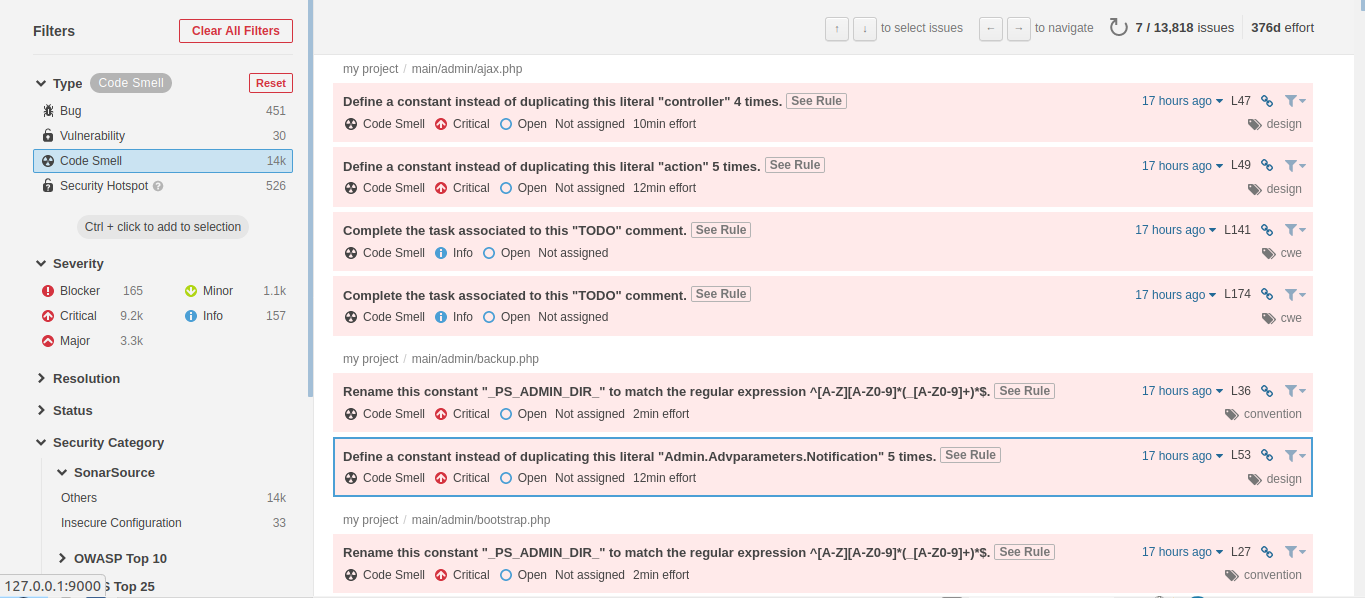 Filters
Clear All Filters
Type Code Smell Reset
Bug 451
Vulnerability 30
Code Smell 14k
Security Hotspot ? 526
Ctrl + click to add to selection
Severity
Blocker 165 Minor 1.1k
Critical 9.2k Info 157
Major 3.3k
Resolution
Status
Security Category
SonarSource
Others 14k
Insecure Configuration 33
OWASP Top 10
S Top 25
127.0.0.1:9000
↑ ↓ to select issues ← → to navigate 7 / 13,818 issues 376d effort
my project / main/admin/ajax.php
Define a constant instead of duplicating this literal "controller" 4 times. See Rule 17 hours ago L47
Code Smell Critical Open Not assigned 10min effort design
Define a constant instead of duplicating this literal "action" 5 times. See Rule 17 hours ago L49
Code Smell Critical Open Not assigned 12min effort design
Complete the task associated to this "TODO" comment. See Rule 17 hours ago L141
Code Smell Info Open Not assigned cwe
Complete the task associated to this "TODO" comment. See Rule 17 hours ago L174
Code Smell Info Open Not assigned cwe
my project / main/admin/backup.php
Rename this constant "_PS_ADMIN_DIR_" to match the regular expression ^[A-Z][A-Z0-9]*(_[A-Z0-9]+)*$. See Rule 17 hours ago L36
Code Smell Critical Open Not assigned 2min effort convention
Define a constant instead of duplicating this literal "Admin.Advparameters.Notification" 5 times. See Rule 17 hours ago L53
Code Smell Critical Open Not assigned 12min effort design
my project / main/admin/bootstrap.php
Rename this constant "_PS_ADMIN_DIR_" to match the regular expression ^[A-Z][A-Z0-9]*(_[A-Z0-9]+)*$. See Rule 17 hours ago L27
Code Smell Critical Open Not assigned 2min effort convention